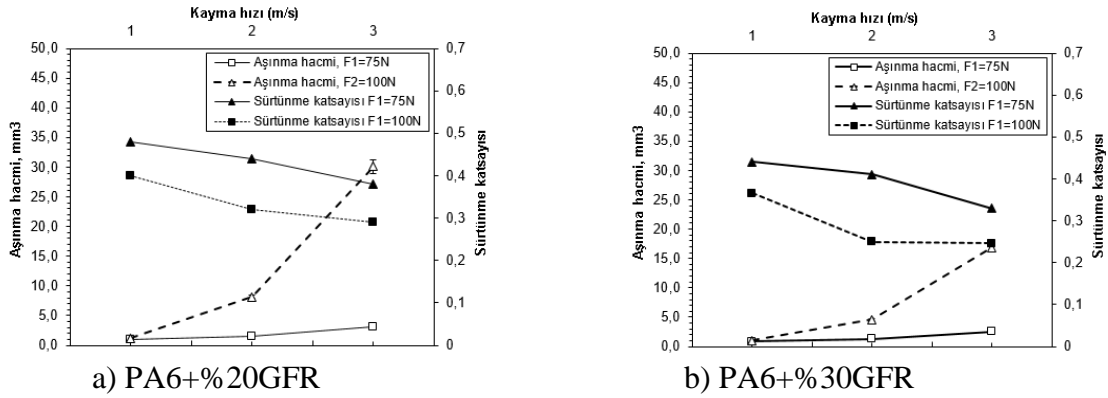 Kayma hızı (m/s)
1 2 3
50,0
45,0
40,0
35,0
30,0
25,0
20,0
15,0
10,0
5,0
0,0
Aşınma hacmi, mm3
Aşınma hacmi, F1=75N
Aşınma hacmi, F2=100N
Sürtünme katsayısı F1=75N
Sürtünme katsayısı F1=100N
0,7
0,6
0,5
0,4
0,3
0,2
0,1
0
Sürtünme katsayısı
a) PA6+%20GFR
Kayma hızı (m/s)
1 2 3
50,0
45,0
40,0
35,0
30,0
25,0
20,0
15,0
10,0
5,0
0,0
Aşınma hacmi, mm3
Aşınma hacmi, F1=75N
Aşınma hacmi, F2=100N
Sürtünme katsayısı F1=75N
Sürtünme katsayısı F1=100N
0,7
0,6
0,5
0,4
0,3
0,2
0,1
0
Sürtünme katsayısı
b) PA6+%30GFR